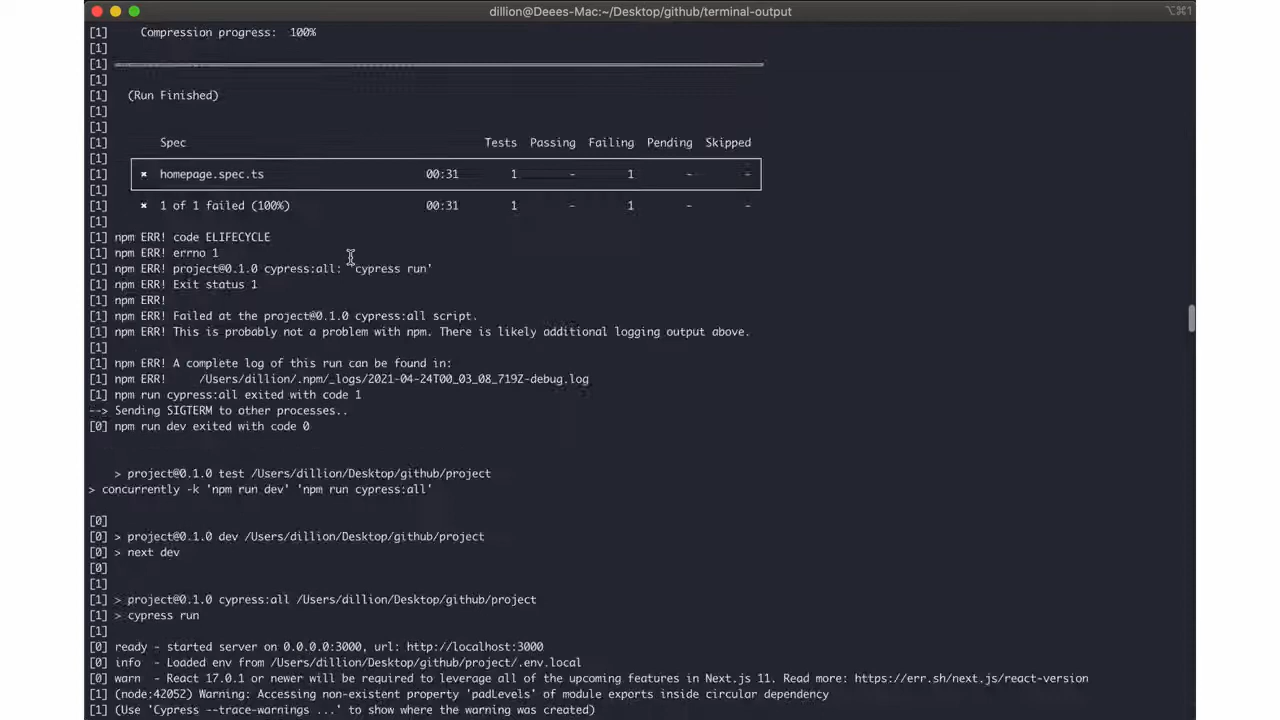 dillion@Deees-Mac:~/Desktop/github/terminal-output
⌥⌘1
[1]     Compression progress:  100%
[1]
[1]
[1]
[1]   (Run Finished)
[1]
[1]
[1]        Spec                                              Tests  Passing  Failing  Pending  Skipped
[1]
[1]     ✖  homepage.spec.ts                         00:31        1        -        1        -        -
[1]
[1]     ✖  1 of 1 failed (100%)                     00:31        1        -        1        -        -
[1]
[1] npm ERR! code ELIFECYCLE
[1] npm ERR! errno 1
[1] npm ERR! project@0.1.0 cypress:all: `cypress run`
[1] npm ERR! Exit status 1
[1] npm ERR!
[1] npm ERR! Failed at the project@0.1.0 cypress:all script.
[1] npm ERR! This is probably not a problem with npm. There is likely additional logging output above.
[1]
[1] npm ERR! A complete log of this run can be found in:
[1] npm ERR!     /Users/dillion/.npm/_logs/2021-04-24T00_03_08_719Z-debug.log
[1] npm run cypress:all exited with code 1
--> Sending SIGTERM to other processes..
[0] npm run dev exited with code 0
> project@0.1.0 test /Users/dillion/Desktop/github/project
> concurrently -k 'npm run dev' 'npm run cypress:all'
[0]
[0] > project@0.1.0 dev /Users/dillion/Desktop/github/project
[0] > next dev
[0]
[1]
[1] > project@0.1.0 cypress:all /Users/dillion/Desktop/github/project
[1] > cypress run
[1]
[0] ready - started server on 0.0.0.0:3000, url: http://localhost:3000
[0] info  - Loaded env from /Users/dillion/Desktop/github/project/.env.local
[0] warn  - React 17.0.1 or newer will be required to leverage all of the upcoming features in Next.js 11. Read more: https://err.sh/next.js/react-version
[1] (node:42052) Warning: Accessing non-existent property 'padLevels' of module exports inside circular dependency
[1] (Use 'Cypress --trace-warnings ...' to show where the warning was created)